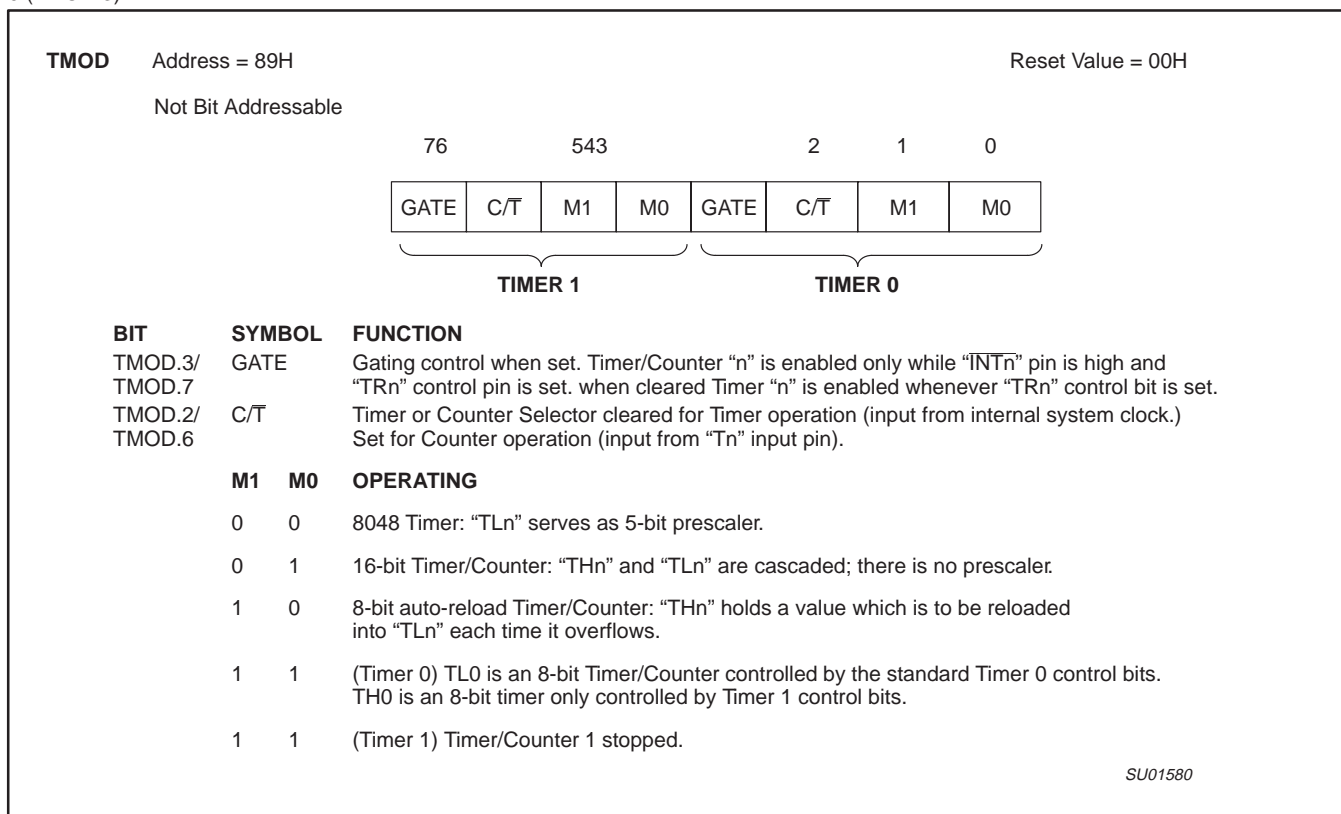 TMOD Address = 89H Reset Value = 00H
Not Bit Addressable
76 543 2 1 0
GATE C/T̅ M1 M0 GATE C/T̅ M1 M0
TIMER 1 TIMER 0
BIT SYMBOL FUNCTION
TMOD.3/ GATE Gating control when set. Timer/Counter “n” is enabled only while “I̅N̅T̅n̅” pin is high and
TMOD.7 “TRn” control pin is set. when cleared Timer “n” is enabled whenever “TRn” control bit is set.
TMOD.2/ C/T̅ Timer or Counter Selector cleared for Timer operation (input from internal system clock.)
TMOD.6 Set for Counter operation (input from “Tn” input pin).
M1 M0 OPERATING
0 0 8048 Timer: “TLn” serves as 5-bit prescaler.
0 1 16-bit Timer/Counter: “THn” and “TLn” are cascaded; there is no prescaler.
1 0 8-bit auto-reload Timer/Counter: “THn” holds a value which is to be reloaded
into “TLn” each time it overflows.
1 1 (Timer 0) TL0 is an 8-bit Timer/Counter controlled by the standard Timer 0 control bits.
TH0 is an 8-bit timer only controlled by Timer 1 control bits.
1 1 (Timer 1) Timer/Counter 1 stopped.
SU01580